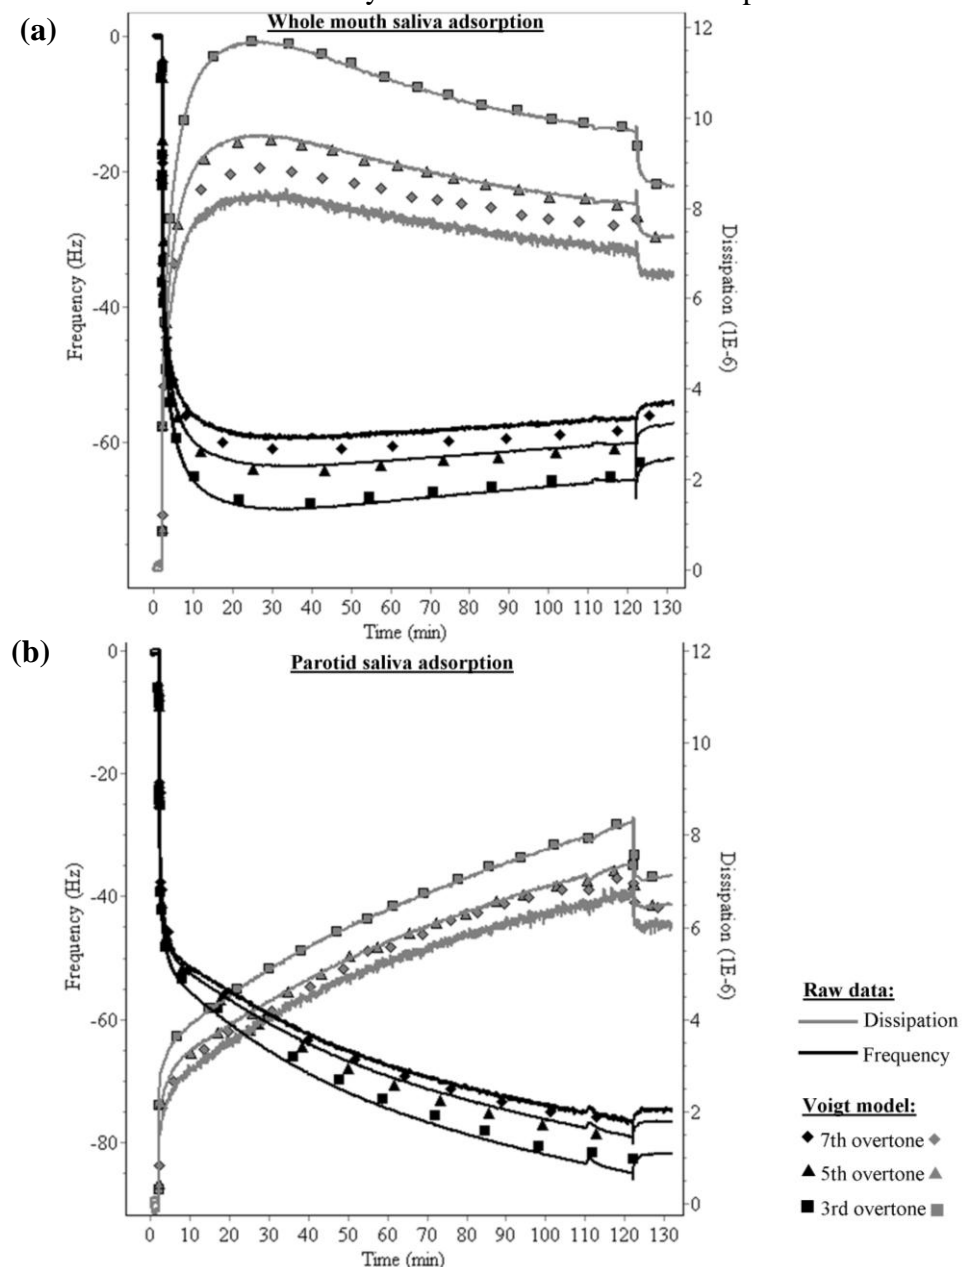 (a)
Whole mouth saliva adsorption
0
-20
-40
-60
Frequency (Hz)
12
10
8
6
4
2
0
Dissipation (1E-6)
0 10 20 30 40 50 60 70 80 90 100 110 120 130
Time (min)
(b)
Parotid saliva adsorption
0
-20
-40
-60
-80
Frequency (Hz)
12
10
8
6
4
2
0
Dissipation (1E-6)
0 10 20 30 40 50 60 70 80 90 100 110 120 130
Time (min)
Raw data:
Dissipation
Frequency
Voigt model:
7th overtone
5th overtone
3rd overtone